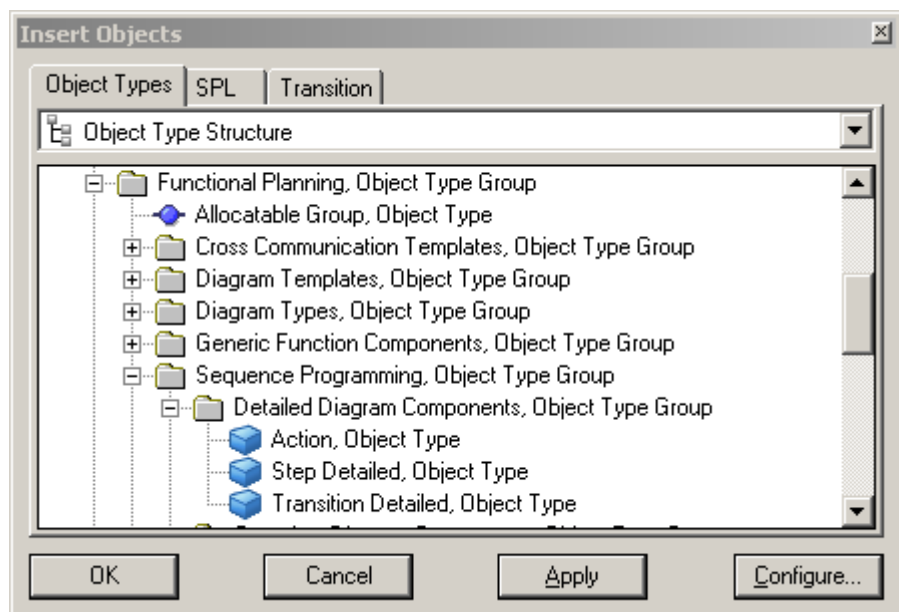 Insert Objects
Object Types SPL Transition
Object Type Structure
Functional Planning, Object Type Group
Allocatable Group, Object Type
Cross Communication Templates, Object Type Group
Diagram Templates, Object Type Group
Diagram Types, Object Type Group
Generic Function Components, Object Type Group
Sequence Programming, Object Type Group
Detailed Diagram Components, Object Type Group
Action, Object Type
Step Detailed, Object Type
Transition Detailed, Object Type
OK Cancel Apply Configure...